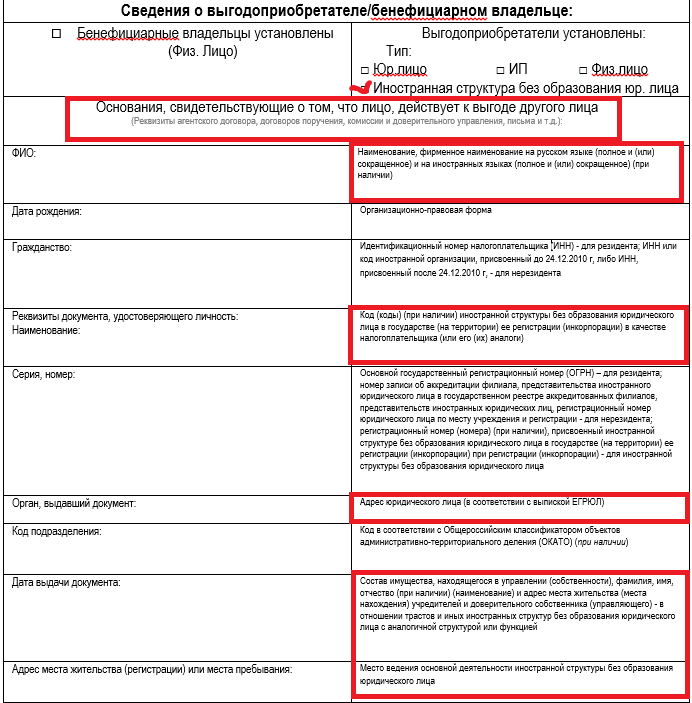 Сведения о выгодоприобретателе/бенефициарном владельце:
□ Бенефициарные владельцы установлены
(Физ. Лицо)
Выгодоприобретатели установлены:
Тип:
□ Юр.лицо □ ИП □ Физ.лицо
Иностранная структура без образования юр. лица
Основания, свидетельствующие о том, что лицо, действует к выгоде другого лица
(Реквизиты агентского договора, договоров поручения, комиссии и доверительного управления, письма и т.д.):
ФИО:
Наименование, фирменное наименование на русском языке (полное и (или)
сокращенное) и на иностранных языках (полное и (или) сокращенное) (при
наличии)
Дата рождения:
Организационно-правовая форма
Гражданство:
Идентификационный номер налогоплательщика (ИНН) - для резидента; ИНН или
код иностранной организации, присвоенный до 24.12.2010 г, либо ИНН,
присвоенный после 24.12.2010 г, - для нерезидента
Реквизиты документа, удостоверяющего личность:
Наименование:
Код (коды) (при наличии) иностранной структуры без образования юридического
лица в государстве (на территории) ее регистрации (инкорпорации) в качестве
налогоплательщика (или его (их) аналоги)
Серия, номер:
Основной государственный регистрационный номер (ОГРН) – для резидента;
номер записи об аккредитации филиала, представительства иностранного
юридического лица в государственном реестре аккредитованных филиалов,
представительств иностранных юридических лиц, регистрационный номер
юридического лица по месту учреждения и регистрации - для нерезидента;
регистрационный номер (номера) (при наличии), присвоенный иностранной
структуре без образования юридического лица в государстве (на территории) ее
регистрации (инкорпорации) при регистрации (инкорпорации) - для иностранной
структуры без образования юридического лица
Орган, выдавший документ:
Адрес юридического лица (в соответствии с выпиской ЕГРЮЛ)
Код подразделения:
Код в соответствии с Общероссийским классификатором объектов
административно-территориального деления (ОКАТО) (при наличии)
Дата выдачи документа:
Состав имущества, находящегося в управлении (собственности), фамилия, имя,
отчество (при наличии) (наименование) и адрес места жительства (места
нахождения) учредителей и доверительного собственника (управляющего) - в
отношении трастов и иных иностранных структур без образования юридического
лица с аналогичной структурой или функцией
Адрес места жительства (регистрации) или места пребывания:
Место ведения основной деятельности иностранной структуры без образования
юридического лица